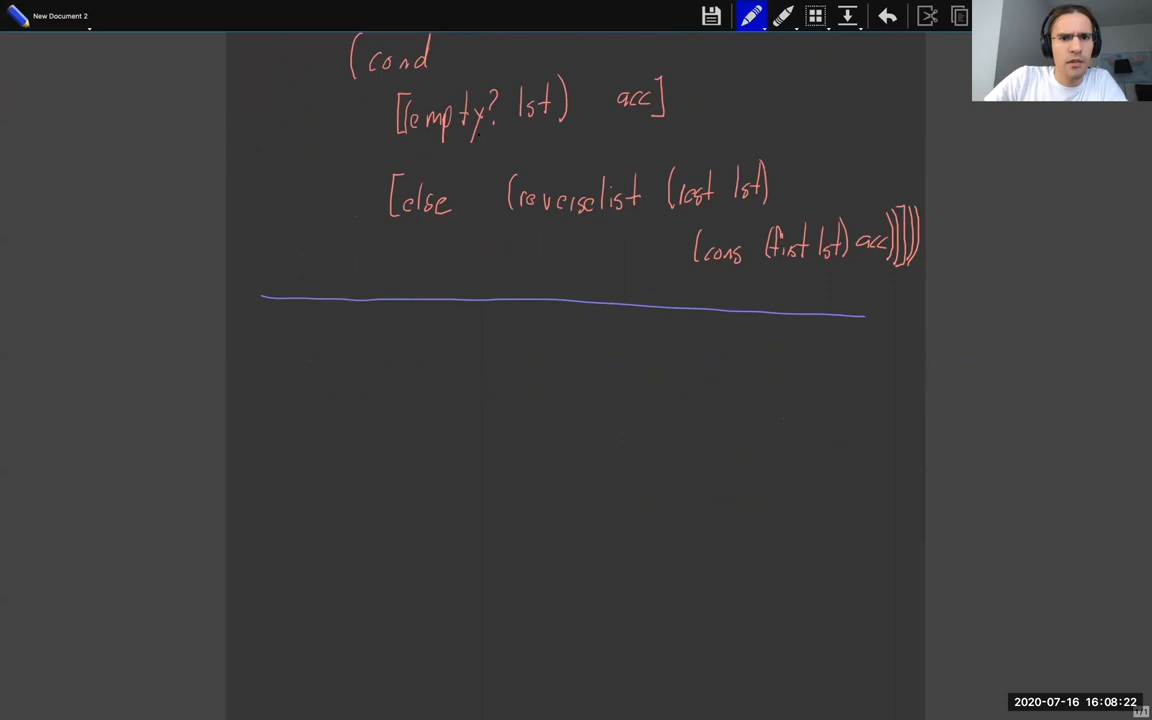 New Document 2
(cond
[(empty? lst) acc]
[else (reverselist (rest lst)
(cons (first lst) acc))])))
2020-07-16 16:08:22